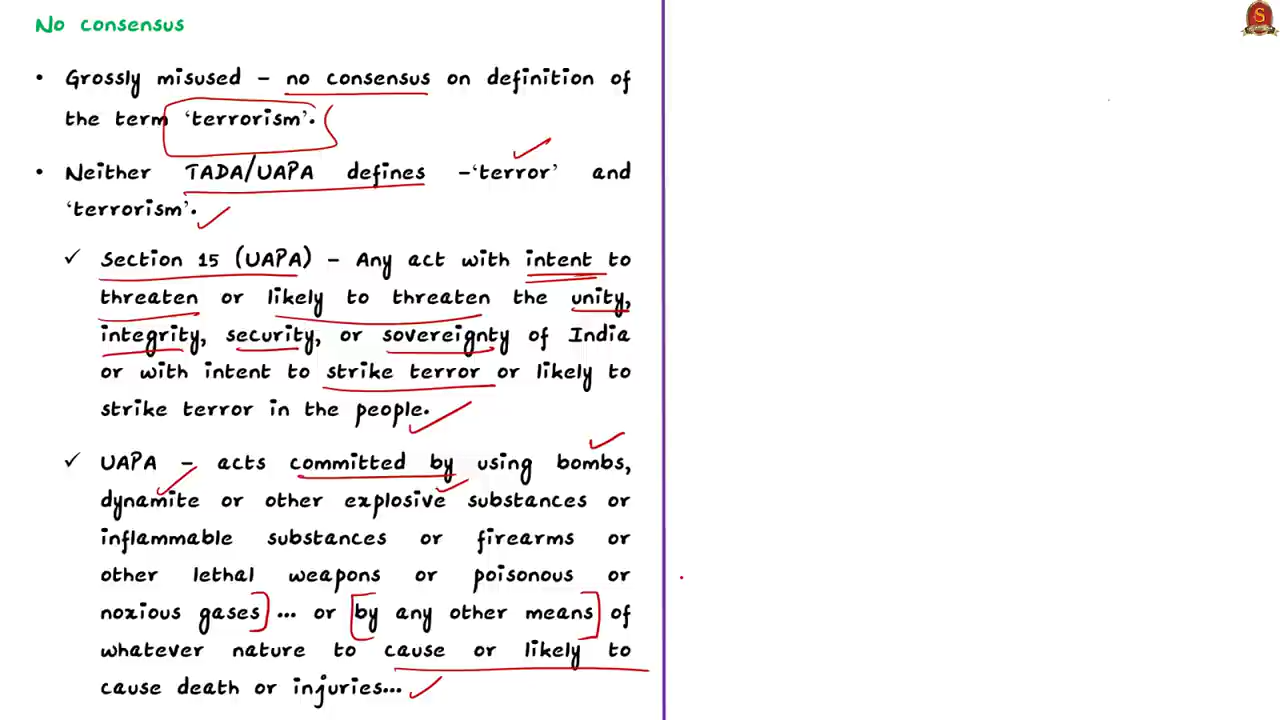 No consensus
• Grossly misused – no consensus on definition of
the term ‘terrorism’.
• Neither TADA/UAPA defines –‘terror’ and
‘terrorism’.
✓ Section 15 (UAPA) – Any act with intent to
threaten or likely to threaten the unity,
integrity, security, or sovereignty of India
or with intent to strike terror or likely to
strike terror in the people.
✓ UAPA – acts committed by using bombs,
dynamite or other explosive substances or
inflammable substances or firearms or
other lethal weapons or poisonous or
noxious gases ... or by any other means of
whatever nature to cause or likely to
cause death or injuries...